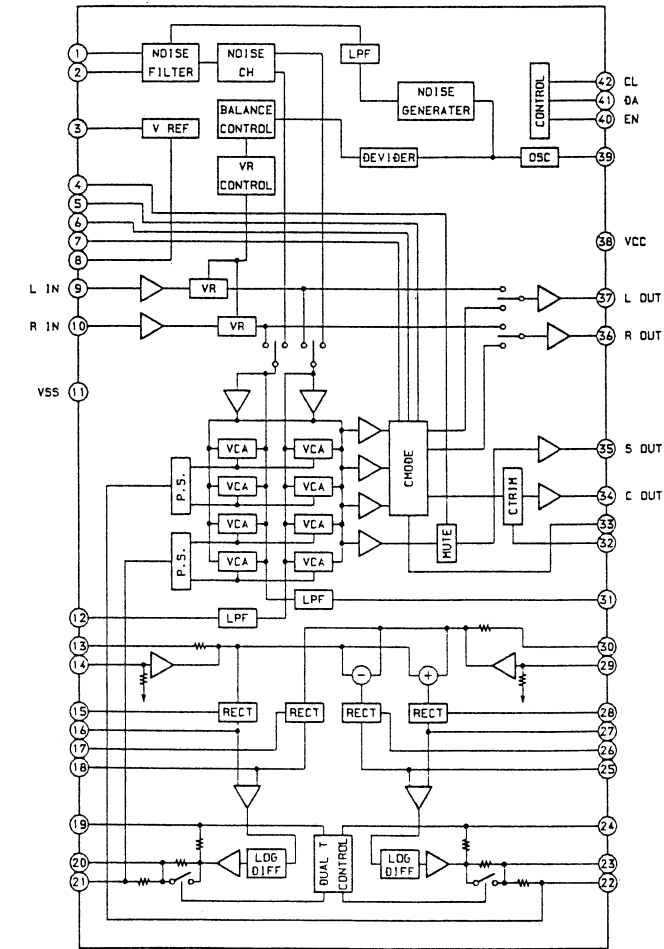 1
NOISE
FILTER
NOISE
CH
LPF
2
NOISE
GENERATER
CONTROL
42 CL
41 DA
40 EN
3
V REF
BALANCE
CONTROL
DEVIDER
OSC
39
VR
CONTROL
4
5
6
7
8
38 VCC
L IN 9
VR
37 L OUT
R IN 10
VR
36 R OUT
VSS 11
VCA
VCA
CMODE
35 S OUT
P.S.
VCA
VCA
CTRIM
34 C OUT
VCA
VCA
33
P.S.
VCA
VCA
MUTE
32
LPF
31
12
LPF
13
30
14
29
-
+
15
RECT
RECT
RECT
RECT
28
16
27
17
26
18
25
19
24
20
LOG
DIFF
DUAL T
CONTROL
LOG
DIFF
23
21
22